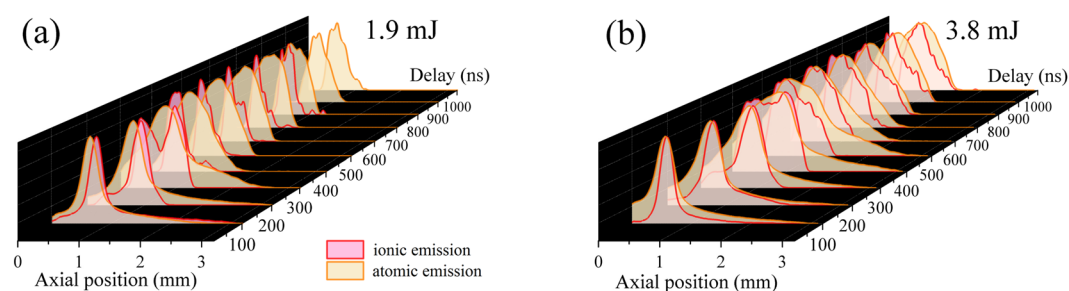 (a)
1.9 mJ
Delay (ns)
1000
900
800
700
600
500
400
300
200
100
0
1
2
3
Axial position (mm)
ionic emission
atomic emission
(b)
3.8 mJ
Delay (ns)
1000
900
800
700
600
500
400
300
200
100
0
1
2
3
Axial position (mm)